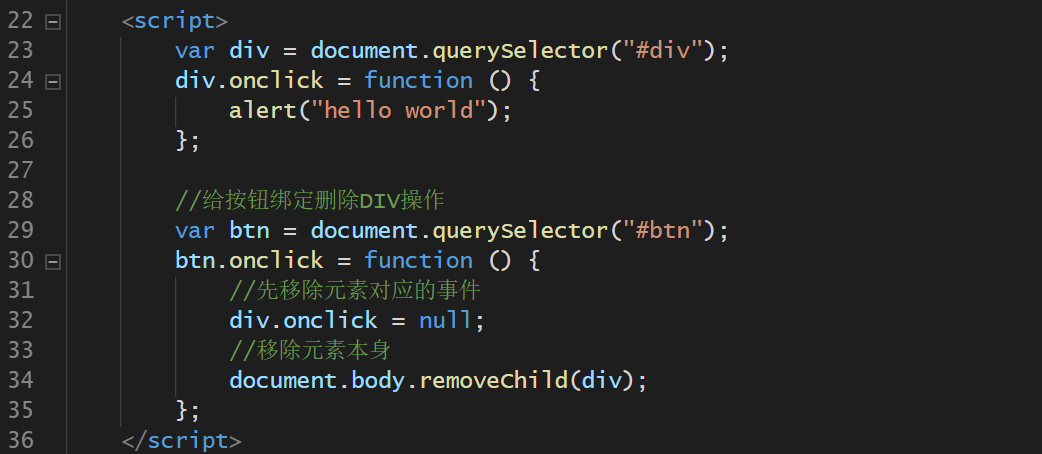 22 <script>
23 var div = document.querySelector("#div");
24 div.onclick = function () {
25 alert("hello world");
26 };
27
28 //给按钮绑定删除DIV操作
29 var btn = document.querySelector("#btn");
30 btn.onclick = function () {
31 //先移除元素对应的事件
32 div.onclick = null;
33 //移除元素本身
34 document.body.removeChild(div);
35 };
36 </script>